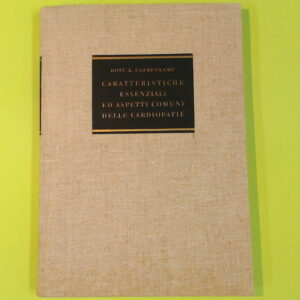 DOTT. K. FAHRENKAMP
CARATTERISTICHE
ESSENZIALI
ED ASPETTI COMUNI
DELLE CARDIOPATIE